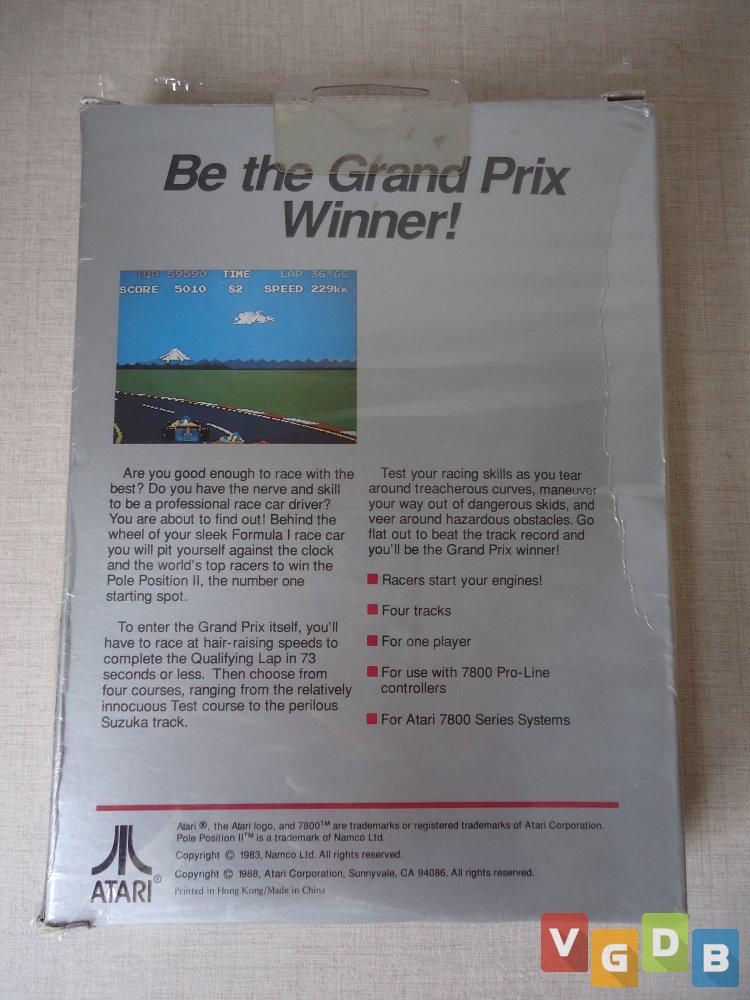 Be the Grand Prix
Winner!
TOP 59590 TIME LAP 36"66
SCORE 5010 82 SPEED 229km
Are you good enough to race with the
best? Do you have the nerve and skill
to be a professional race car driver?
You are about to find out! Behind the
wheel of your sleek Formula I race car
you will pit yourself against the clock
and the world's top racers to win the
Pole Position II, the number one
starting spot.
To enter the Grand Prix itself, you'll
have to race at hair-raising speeds to
complete the Qualifying Lap in 73
seconds or less. Then choose from
four courses, ranging from the relatively
innocuous Test course to the perilous
Suzuka track.
Test your racing skills as you tear
around treacherous curves, maneuver
your way out of dangerous skids, and
veer around hazardous obstacles. Go
flat out to beat the track record and
you'll be the Grand Prix winner!
Racers start your engines!
Four tracks
For one player
For use with 7800 Pro-Line
controllers
For Atari 7800 Series Systems
Atari ®, the Atari logo, and 7800™ are trademarks or registered trademarks of Atari Corporation.
Pole Position II™ is a trademark of Namco Ltd.
Copyright © 1983, Namco Ltd. All rights reserved.
Copyright © 1988, Atari Corporation, Sunnyvale, CA 94086. All rights reserved.
Printed in Hong Kong/Made in China
ATARI®
VGDB